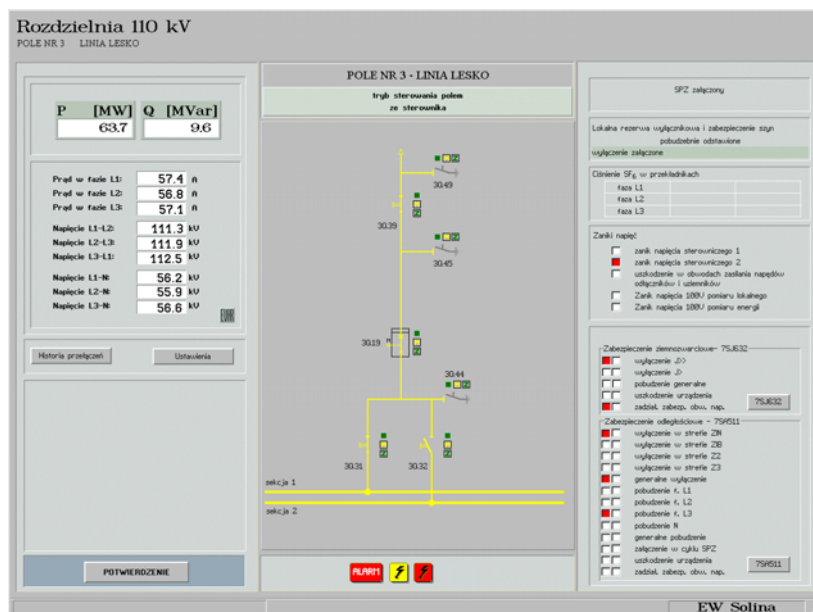 Rozdzielnia 110 kV
POLE NR 3 LINIA LESKO
P [MW] Q [MVar]
63.7 9.6
Prąd w fazie L1: 57.4 A
Prąd w fazie L2: 56.8 A
Prąd w fazie L3: 57.1 A
Napięcie L1-L2: 111.3 kV
Napięcie L2-L3: 111.9 kV
Napięcie L3-L1: 112.5 kV
Napięcie L1-N: 56.2 kV
Napięcie L2-N: 55.9 kV
Napięcie L3-N: 56.6 kV
Historia przełączeń
Ustawienia
POTWIERDZENIE
POLE NR 3 - LINIA LESKO
tryb sterowania polem
ze sterownika
Z
30.49
30.39
Z
Z
30.45
30.19
Z
30.44
Z
30.31
Z
30.32
Z
sekcja 1
sekcja 2
ALARM
SPZ załączony
Lokalna rezerwa wyłącznikowa i zabezpieczenie szyn
pobudzebnie odstawione
wyłączenie załączone
Ciśnienie SF6 w przekładnikach
faza L1
faza L2
faza L3
Zaniki napięć
zanik napięcia sterowniczego 1
zanik napięcia sterowniczego 2
uszkodzenie w obwodach zasilania napędów
odłączników i uziemników
Zanik napięcia 100V pomiaru lokalnego
Zanik napięcia 100V pomiaru energii
Zabezpieczenie ziemnozwarciowe- 7SJ632
wyłączenie J>>
wyłączenie J>
pobudzenie generalne
uszkodzenie urządzenia
zadział. zabezp. obw. nap.
7SJ632
Zabezpieczenie odległościowe - 7SA511
wyłączenie w strefie Z1N
wyłączenie w strefie Z1B
wyłączenie w strefie Z2
wyłączenie w strefie Z3
generalne wyłączenie
pobudzenie f. L1
pobudzenie f. L2
pobudzenie f. L3
pobudzenie N
generalne pobudzenie
załączenie w cyklu SPZ
uszkodzenie urządzenia
zadział. zabezp. obw. nap.
7SA511
EW Solina